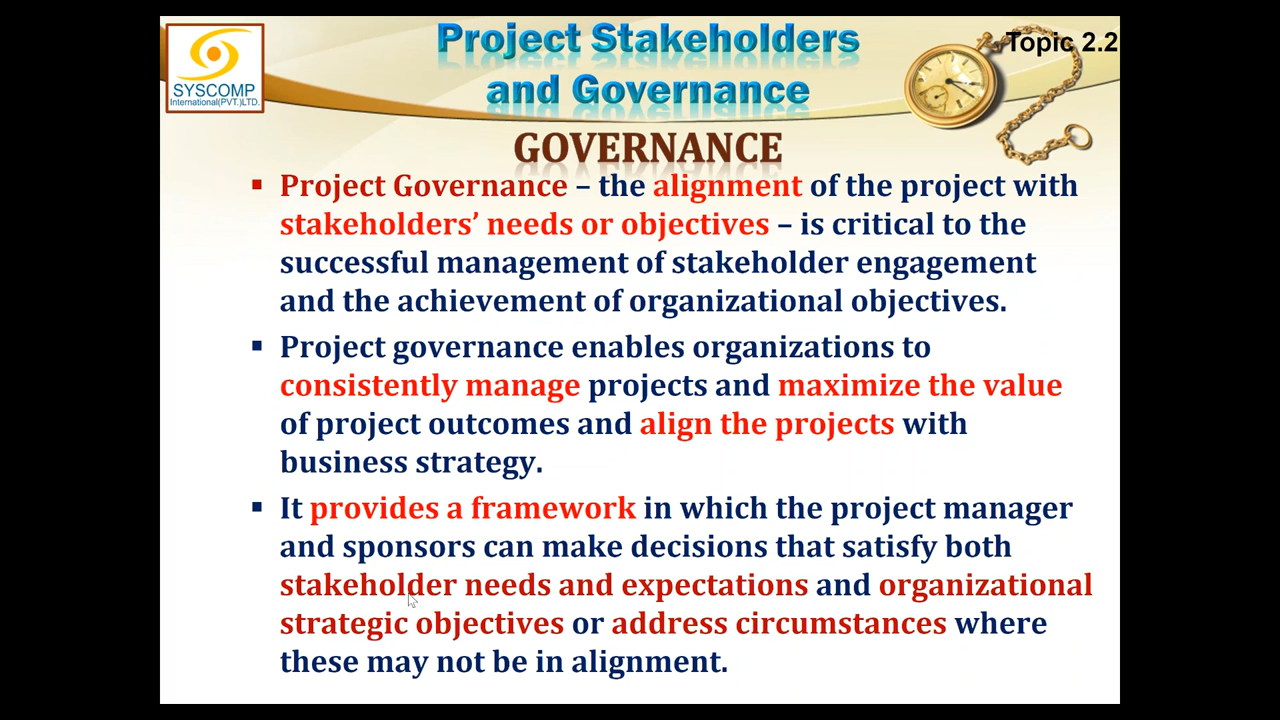 Project Stakeholders
and Governance
Topic 2.2
SYSCOMP
International(PVT.)LTD.
GOVERNANCE
▪ Project Governance – the alignment of the project with
stakeholders’ needs or objectives – is critical to the
successful management of stakeholder engagement
and the achievement of organizational objectives.
▪ Project governance enables organizations to
consistently manage projects and maximize the value
of project outcomes and align the projects with
business strategy.
▪ It provides a framework in which the project manager
and sponsors can make decisions that satisfy both
stakeholder needs and expectations and organizational
strategic objectives or address circumstances where
these may not be in alignment.